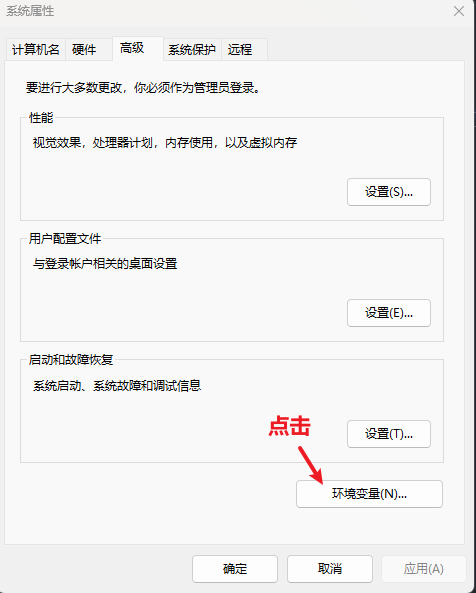 系统属性
计算机名 硬件 高级 系统保护 远程
要进行大多数更改，你必须作为管理员登录。
性能
视觉效果，处理器计划，内存使用，以及虚拟内存
设置(S)...
用户配置文件
与登录帐户相关的桌面设置
设置(E)...
启动和故障恢复
系统启动、系统故障和调试信息
点击
设置(T)...
环境变量(N)...
确定 取消 应用(A)